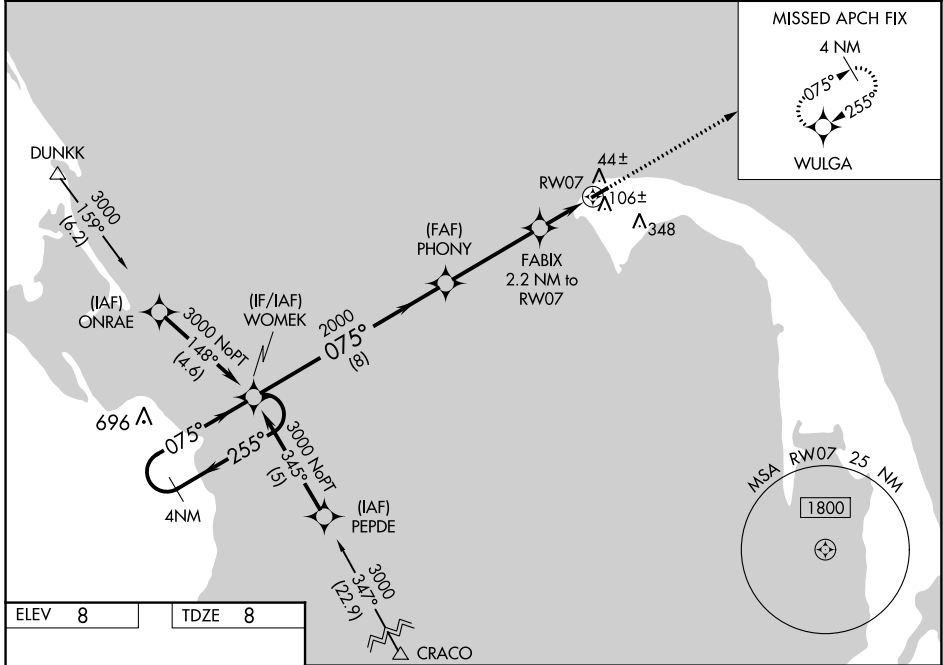 MISSED APCH FIX
4 NM
075°
255°
WULGA
DUNKK
3000
159°
(6.2)
(IAF)
ONRAE
3000 NoPT
148°
(4.6)
(IF/IAF)
WOMEK
2000
075°
(8)
(FAF)
PHONY
FABIX
2.2 NM to
RW07
RW07
44±
106±
348
696
075°
255°
4NM
3000 NoPT
345°
(5)
(IAF)
PEPDE
3000
347°
(22.9)
CRACO
MSA RW07 25 NM
1800
ELEV 8
TDZE 8